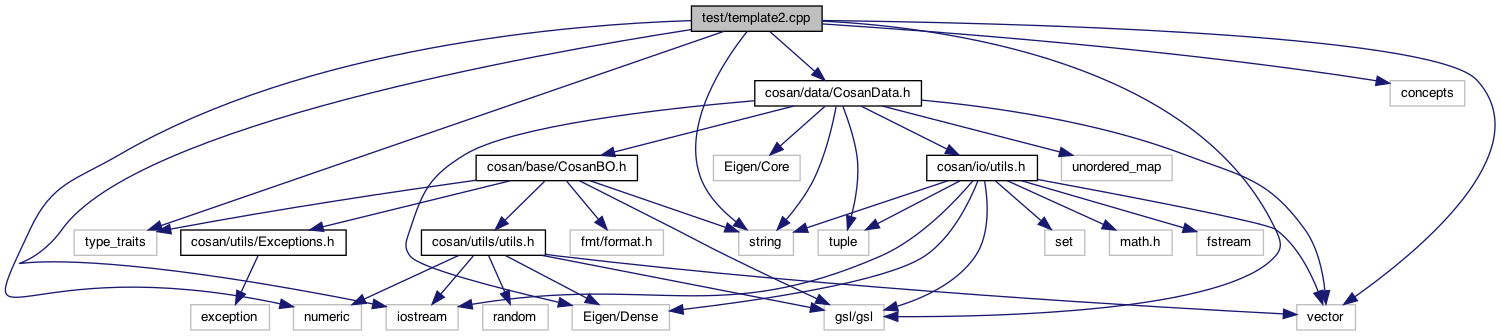 test/template2.cpp
cosan/data/CosanData.h
concepts
cosan/base/CosanBO.h
Eigen/Core
cosan/io/utils.h
unordered_map
type_traits
cosan/utils/Exceptions.h
cosan/utils/utils.h
fmt/format.h
string
tuple
set
math.h
fstream
exception
numeric
iostream
random
Eigen/Dense
gsl/gsl
vector